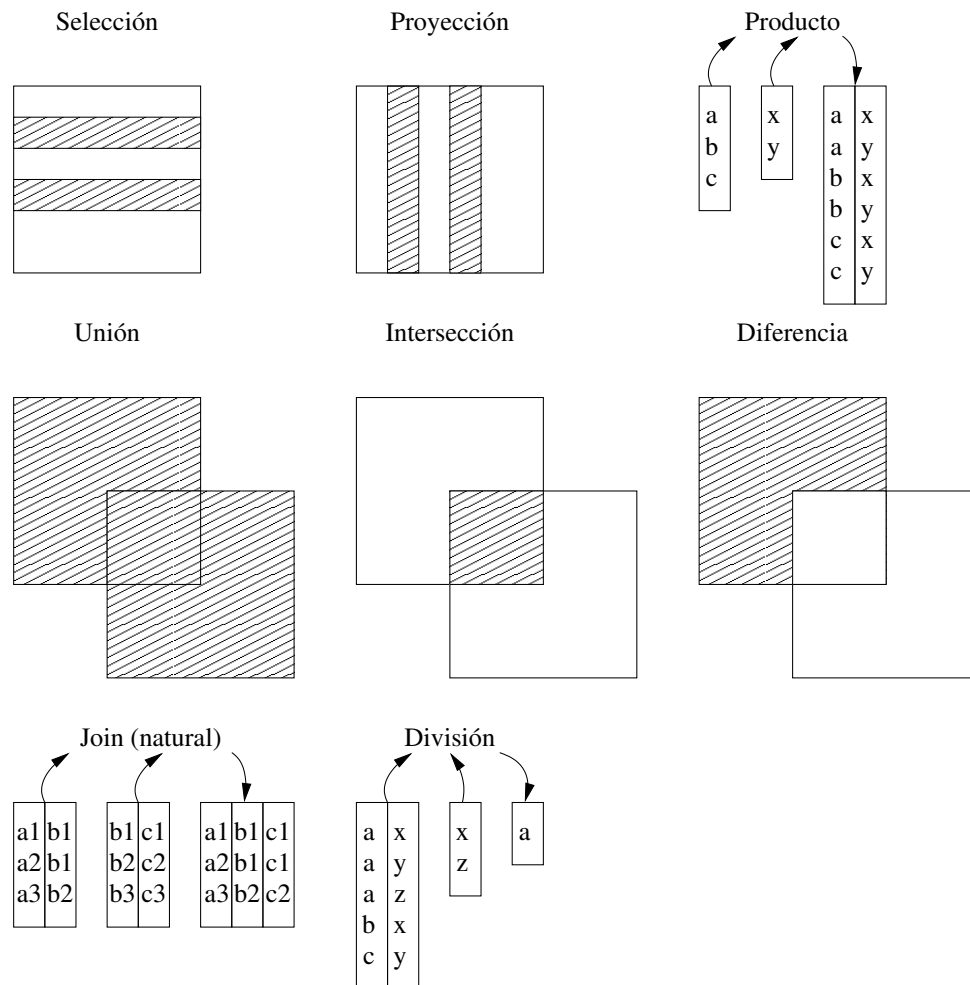 Selección
Proyección
Producto
a
b
c
x
y
a x
a y
b x
b y
c x
c y
Unión
Intersección
Diferencia
Join (natural)
a1 b1
a2 b1
a3 b2
b1 c1
b2 c2
b3 c3
a1 b1 c1
a2 b1 c1
a3 b2 c2
División
a x
a y
a z
b x
c y
x
z
a